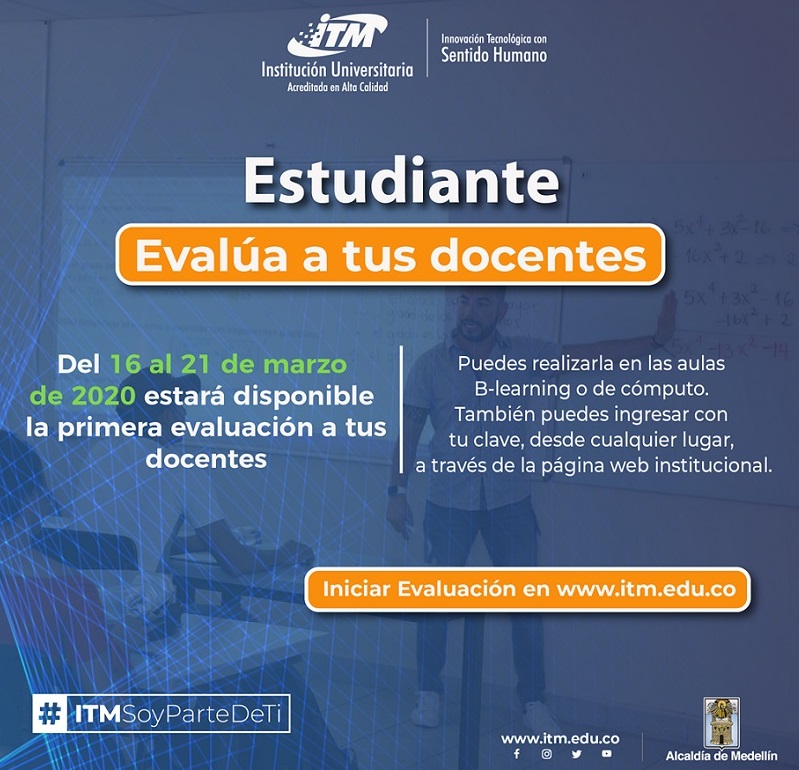 ITM
Institución Universitaria
Acreditada en Alta Calidad
Innovación Tecnológica con
Sentido Humano
Estudiante
Evalúa a tus docentes
Del 16 al 21 de marzo
de 2020 estará disponible
la primera evaluación a tus
docentes
Puedes realizarla en las aulas
B-learning o de cómputo.
También puedes ingresar con
tu clave, desde cualquier lugar,
a través de la página web institucional.
Iniciar Evaluación en www.itm.edu.co
# ITMSoyParteDeTi
www.itm.edu.co
Alcaldía de Medellín